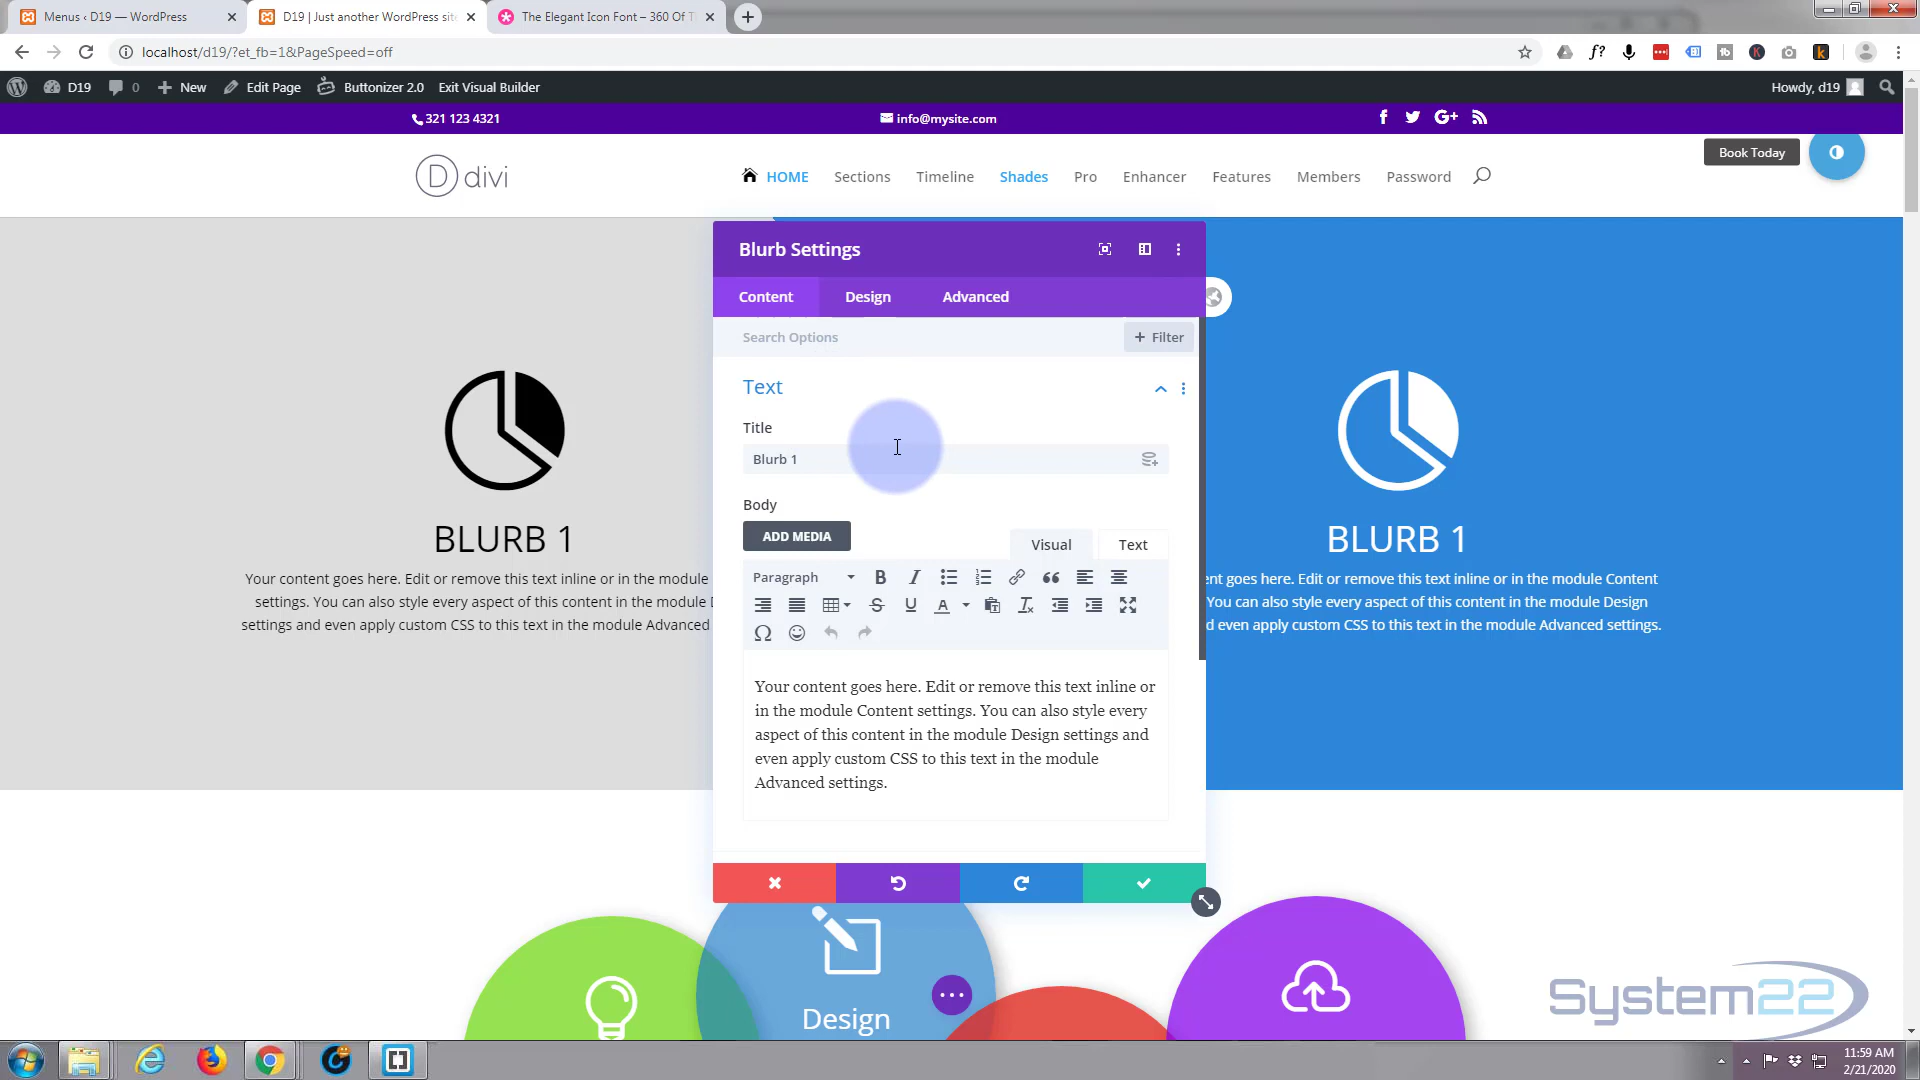 Menus ‹ D19 — WordPress
D19 | Just another WordPress site
The Elegant Icon Font – 360 Of T
localhost/d19/?et_fb=1&PageSpeed=off
D19
0
New
Edit Page
Buttonizer 2.0
Exit Visual Builder
Howdy, d19
321 123 4321
info@mysite.com
Book Today
divi
HOME
Sections
Timeline
Shades
Pro
Enhancer
Features
Members
Password
Blurb Settings
Content
Design
Advanced
Search Options
+ Filter
Text
Title
Blurb 1
Body
ADD MEDIA
Visual
Text
Paragraph
Your content goes here. Edit or remove this text inline or
in the module Content settings. You can also style every
aspect of this content in the module Design settings and
even apply custom CSS to this text in the module
Advanced settings.
BLURB 1
Your content goes here. Edit or remove this text inline or in the module
settings. You can also style every aspect of this content in the module
settings and even apply custom CSS to this text in the module Advanced
BLURB 1
ent goes here. Edit or remove this text inline or in the module Content
You can also style every aspect of this content in the module Design
d even apply custom CSS to this text in the module Advanced settings.
Design
System22
11:59 AM
2/21/2020